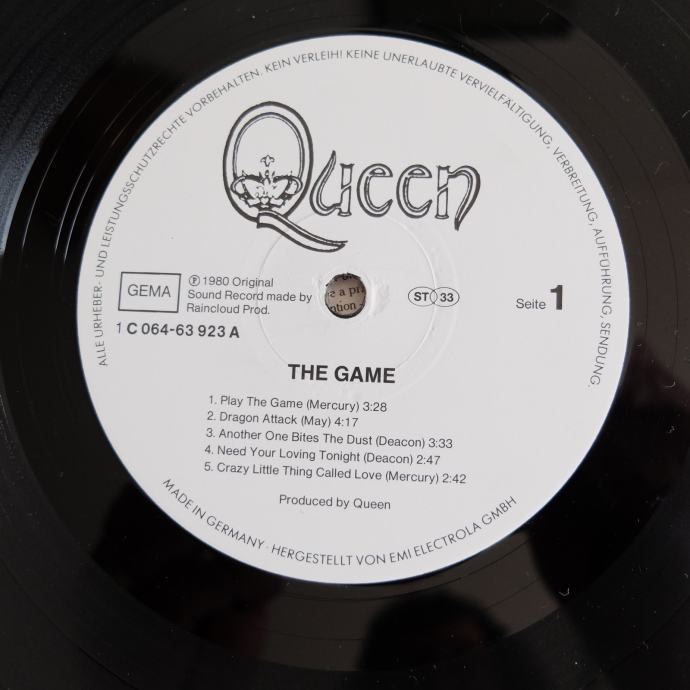 ALLE URHEBER- UND LEISTUNGSSCHUTZRECHTE VORBEHALTEN. KEIN VERLEIH! KEINE UNERLAUBTE VERVIELFÄLTIGUNG, VERBREITUNG, AUFFÜHRUNG, SENDUNG.
Queen
GEMA
℗ 1980 Original
Sound Record made by
Raincloud Prod.
1 C 064-63 923 A
ST 33
Seite 1
THE GAME
1. Play The Game (Mercury) 3:28
2. Dragon Attack (May) 4:17
3. Another One Bites The Dust (Deacon) 3:33
4. Need Your Loving Tonight (Deacon) 2:47
5. Crazy Little Thing Called Love (Mercury) 2:42
Produced by Queen
MADE IN GERMANY · HERGESTELLT VON EMI ELECTROLA GMBH